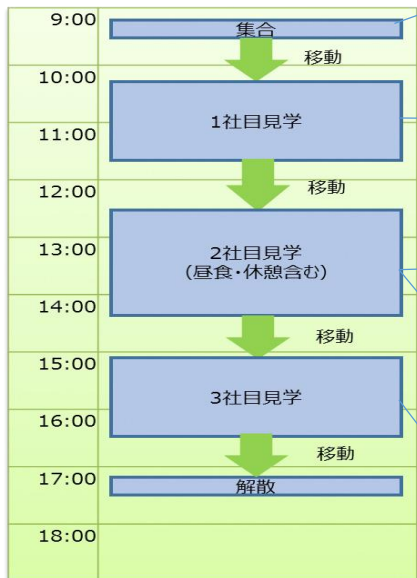 9:00
集合
移動
10:00
1社目見学
11:00
移動
12:00
13:00
2社目見学
(昼食・休憩含む)
14:00
移動
15:00
3社目見学
16:00
移動
17:00
解散
18:00